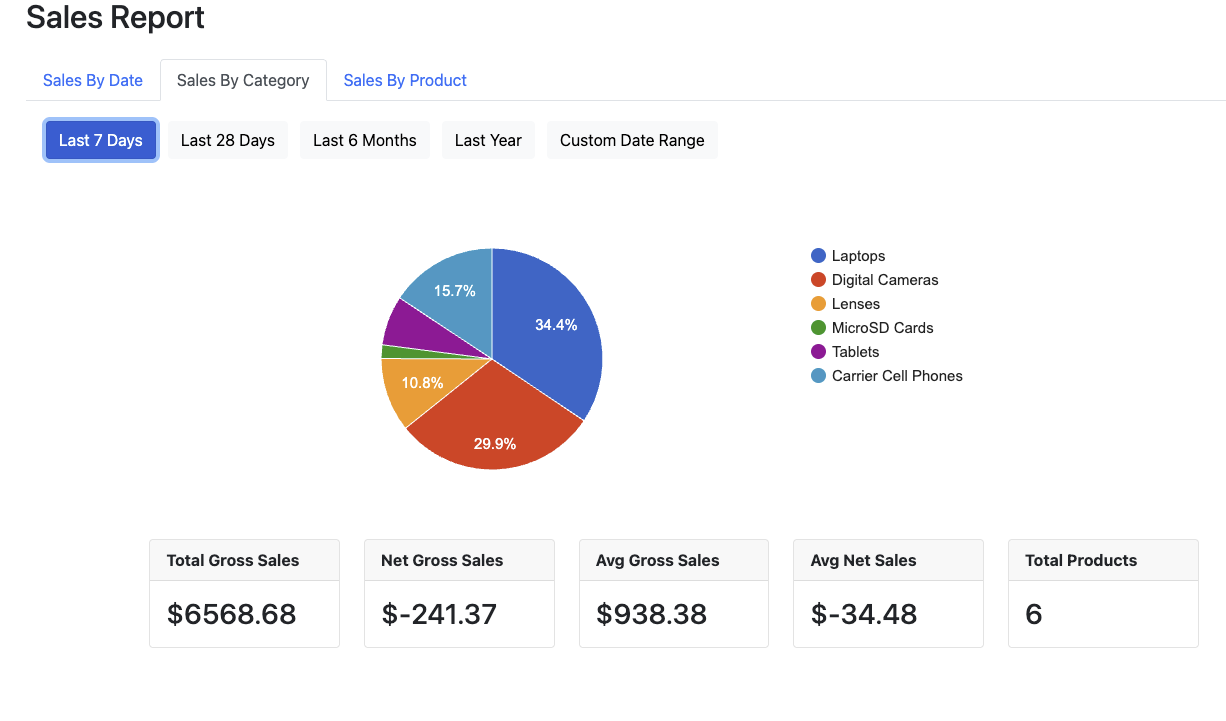 Sales Report
Sales By Date Sales By Category Sales By Product
Last 7 Days Last 28 Days Last 6 Months Last Year Custom Date Range
15.7%
34.4%
10.8%
29.9%
Laptops
Digital Cameras
Lenses
MicroSD Cards
Tablets
Carrier Cell Phones
Total Gross Sales Net Gross Sales Avg Gross Sales Avg Net Sales Total Products
$6568.68 $-241.37 $938.38 $-34.48 6